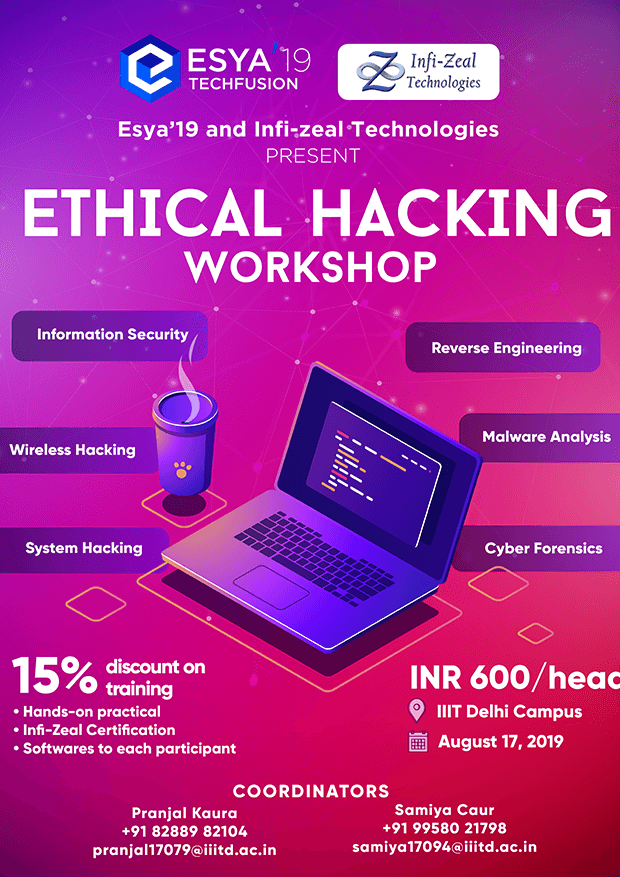 ESYA'19
TECHFUSION
Infi-Zeal
Technologies
Esya'19 and Infi-zeal Technologies
PRESENT
ETHICAL HACKING
WORKSHOP
Information Security
Reverse Engineering
Wireless Hacking
Malware Analysis
System Hacking
Cyber Forensics
15% discount on
training
• Hands-on practical
• Infi-Zeal Certification
• Softwares to each participant
INR 600/head
IIIT Delhi Campus
August 17, 2019
COORDINATORS
Pranjal Kaura
+91 82889 82104
pranjal17079@iiitd.ac.in
Samiya Caur
+91 99580 21798
samiya17094@iiitd.ac.in